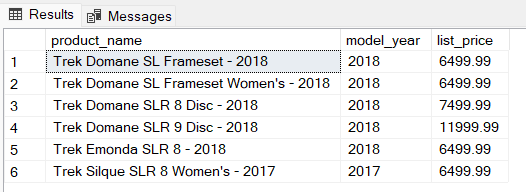 Results Messages
product_name model_year list_price
1 Trek Domane SL Frameset - 2018 2018 6499.99
2 Trek Domane SL Frameset Women's - 2018 2018 6499.99
3 Trek Domane SLR 8 Disc - 2018 2018 7499.99
4 Trek Domane SLR 9 Disc - 2018 2018 11999.99
5 Trek Emonda SLR 8 - 2018 2018 6499.99
6 Trek Silque SLR 8 Women's - 2017 2017 6499.99